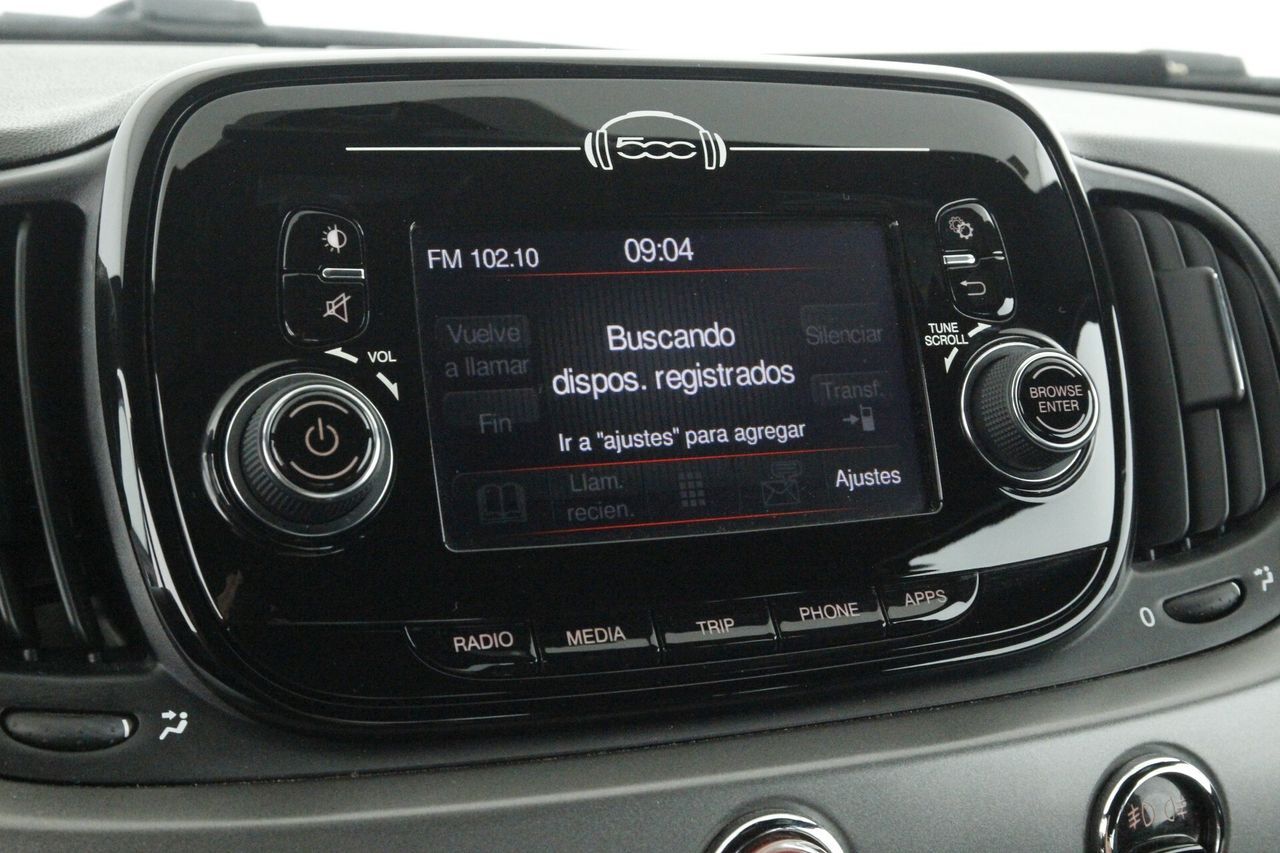 500
FM 102.10
09:04
Vuelve
a llamar
Buscando
dispos. registrados
Silenciar
Fin
Transf.
Ir a "ajustes" para agregar
Llam.
recien.
Ajustes
VOL
TUNE
SCROLL
BROWSE
ENTER
RADIO
MEDIA
TRIP
PHONE
APPS
0